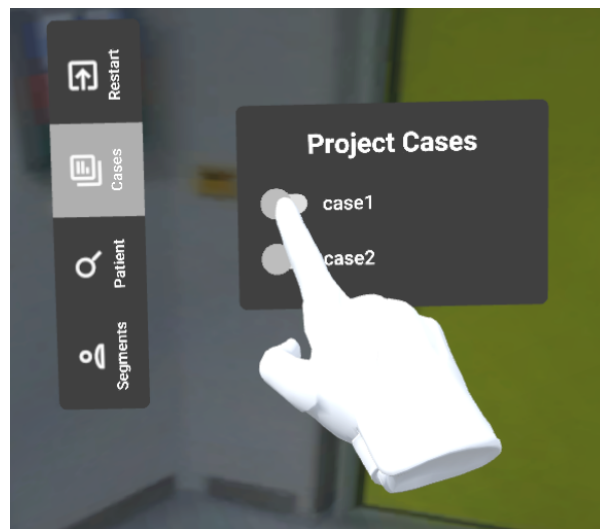 Restart
Cases
Patient
Segments
Project Cases
case1
case2